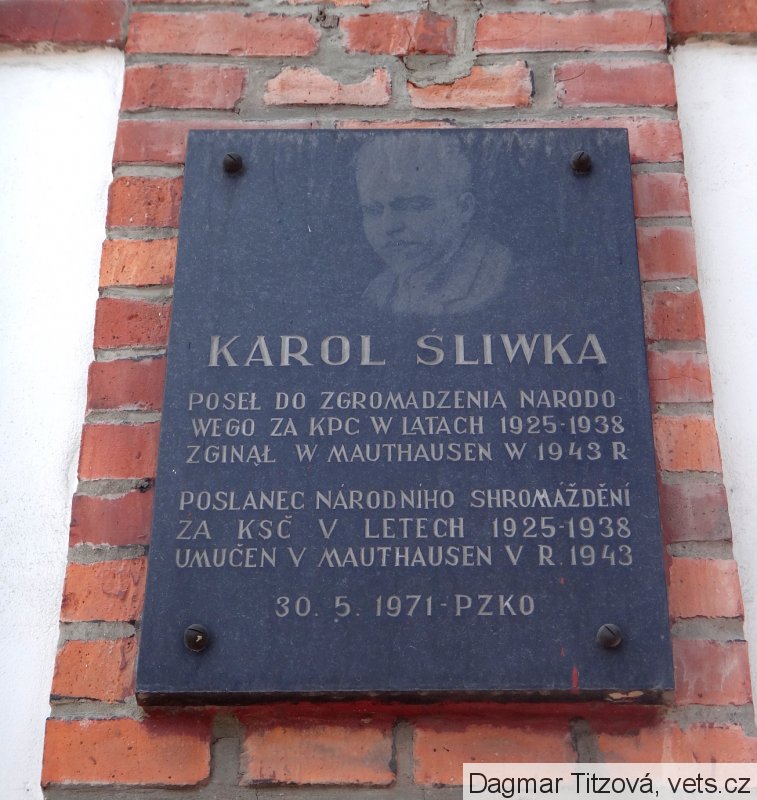 KAROL ŚLIWKA
POSEŁ DO ZGROMADZENIA NARODO-
WEGO ZA KPC W LATACH 1925-1938
ZGINĄŁ W MAUTHAUSEN W 1943 R
POSLANEC NÁRODNÍHO SHROMÁŽDĚNÍ
ZA KSČ V LETECH 1925-1938
UMUČEN V MAUTHAUSEN V R. 1943
30. 5. 1971 - PZKO
Dagmar Titzová, vets.cz